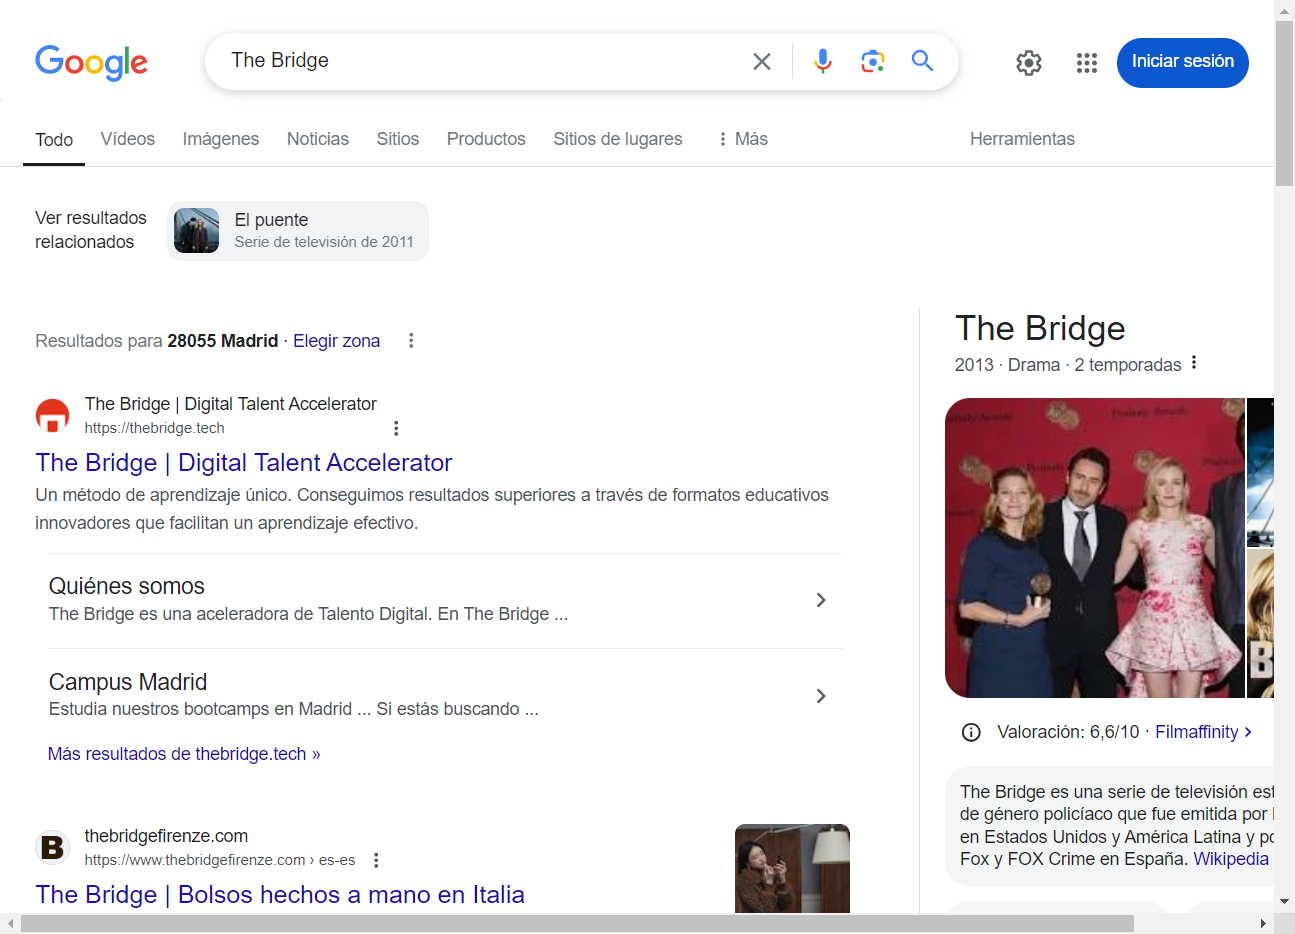 Google
The Bridge
Iniciar sesión
Todo
Vídeos
Imágenes
Noticias
Sitios
Productos
Sitios de lugares
Más
Herramientas
Ver resultados
relacionados
El puente
Serie de televisión de 2011
Resultados para 28055 Madrid · Elegir zona
The Bridge | Digital Talent Accelerator
https://thebridge.tech
The Bridge | Digital Talent Accelerator
Un método de aprendizaje único. Conseguimos resultados superiores a través de formatos educativos
innovadores que facilitan un aprendizaje efectivo.
Quiénes somos
The Bridge es una aceleradora de Talento Digital. En The Bridge ...
Campus Madrid
Estudia nuestros bootcamps en Madrid ... Si estás buscando ...
Más resultados de thebridge.tech »
B
thebridgefirenze.com
https://www.thebridgefirenze.com › es-es
The Bridge | Bolsos hechos a mano en Italia
The Bridge
2013 · Drama · 2 temporadas
Peabody Awards
B
Valoración: 6,6/10 · Filmaffinity
The Bridge es una serie de televisión
de género policíaco que fue emitida por
en Estados Unidos y América Latina y
Fox y FOX Crime en España. Wikipedia